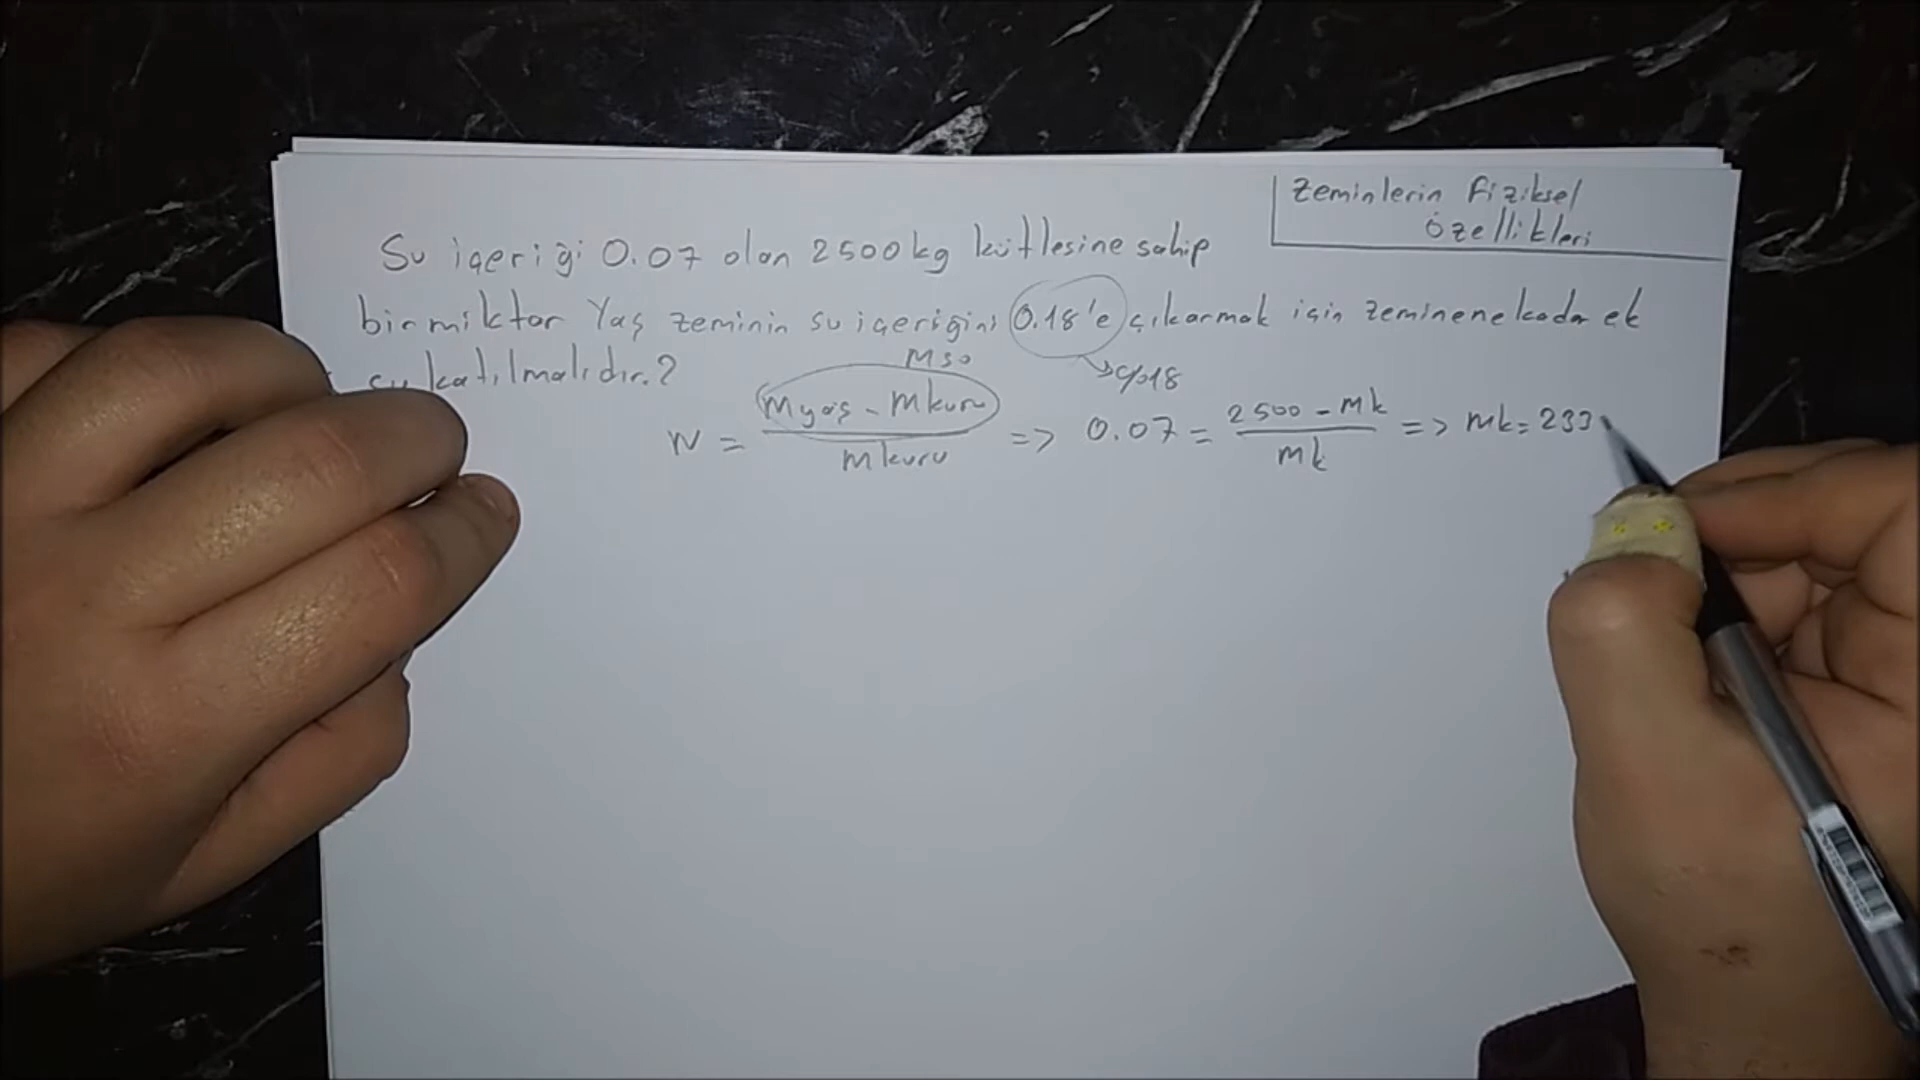 Zeminlerin fiziksel
özellikleri
Su içeriği 0.07 olan 2500 kg kütlesine sahip
bir miktar Yaş zeminin su içeriğini 0.18'e çıkarmak için zemine ne kadar ek
su katılmalıdır.?
Msu
%18
W = Myaş - Mkuru / Mkuru => 0.07 = 2500 - Mk / Mk => Mk = 233